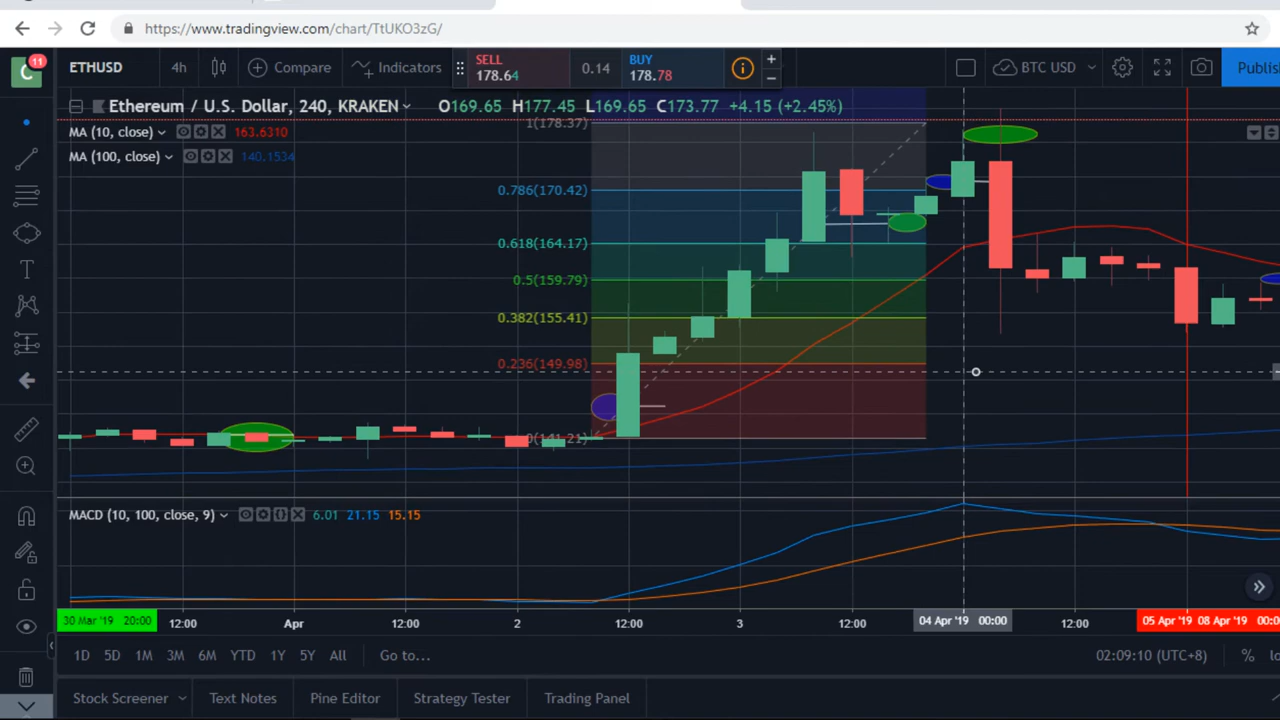 https://www.tradingview.com/chart/TtUKO3zG/
C 11
ETHUSD 4h Compare Indicators SELL 178.64 0.14 BUY 178.78 + − BTC USD Publis
Ethereum / U.S. Dollar, 240, KRAKEN O169.65 H177.45 L169.65 C173.77 +4.15 (+2.45%)
1(178.37)
MA (10, close) 163.6310
MA (100, close) 140.1534
0.786(170.42)
0.618(164.17)
0.5(159.79)
0.382(155.41)
0.236(149.98)
0(141.21)
MACD (10, 100, close, 9) 6.01 21.15 15.15
30 Mar '19 20:00 12:00 Apr 12:00 2 12:00 3 12:00 04 Apr '19 00:00 12:00 05 Apr '19 08 Apr '19 00:0
1D 5D 1M 3M 6M YTD 1Y 5Y All Go to... 02:09:10 (UTC+8) % lo
Stock Screener Text Notes Pine Editor Strategy Tester Trading Panel